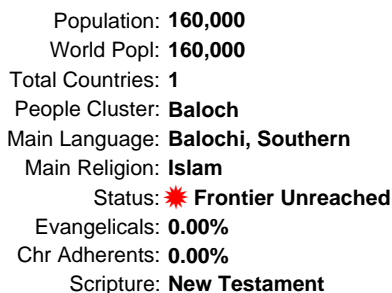 Population: 160,000
World Popl: 160,000
Total Countries: 1
People Cluster: Baloch
Main Language: Balochi, Southern
Main Religion: Islam
Status: Frontier Unreached
Evangelicals: 0.00%
Chr Adherents: 0.00%
Scripture: New Testament